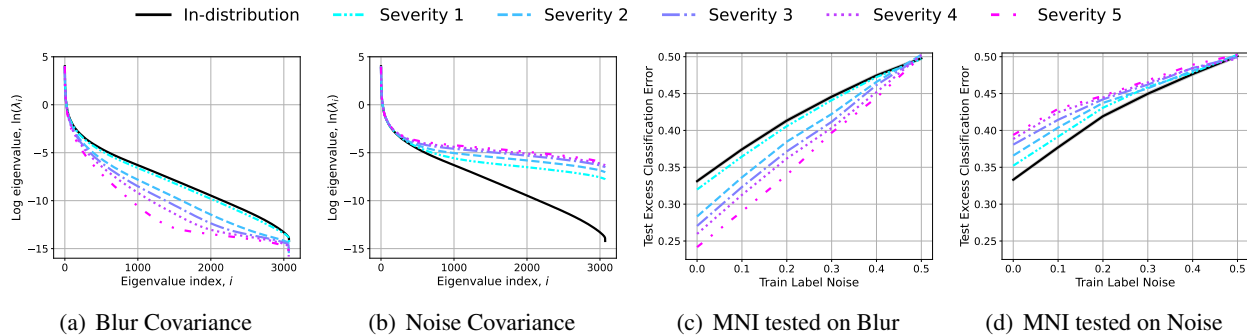 In-distribution Severity 1 Severity 2 Severity 3 Severity 4 Severity 5
Log eigenvalue, ln(λᵢ)
5
0
−5
−10
−15
0 1000 2000 3000
Eigenvalue index, i
(a) Blur Covariance
Log eigenvalue, ln(λᵢ)
5
0
−5
−10
−15
0 1000 2000 3000
Eigenvalue index, i
(b) Noise Covariance
Test Excess Classification Error
0.50
0.45
0.40
0.35
0.30
0.25
0.0 0.1 0.2 0.3 0.4 0.5
Train Label Noise
(c) MNI tested on Blur
Test Excess Classification Error
0.50
0.45
0.40
0.35
0.30
0.25
0.0 0.1 0.2 0.3 0.4 0.5
Train Label Noise
(d) MNI tested on Noise